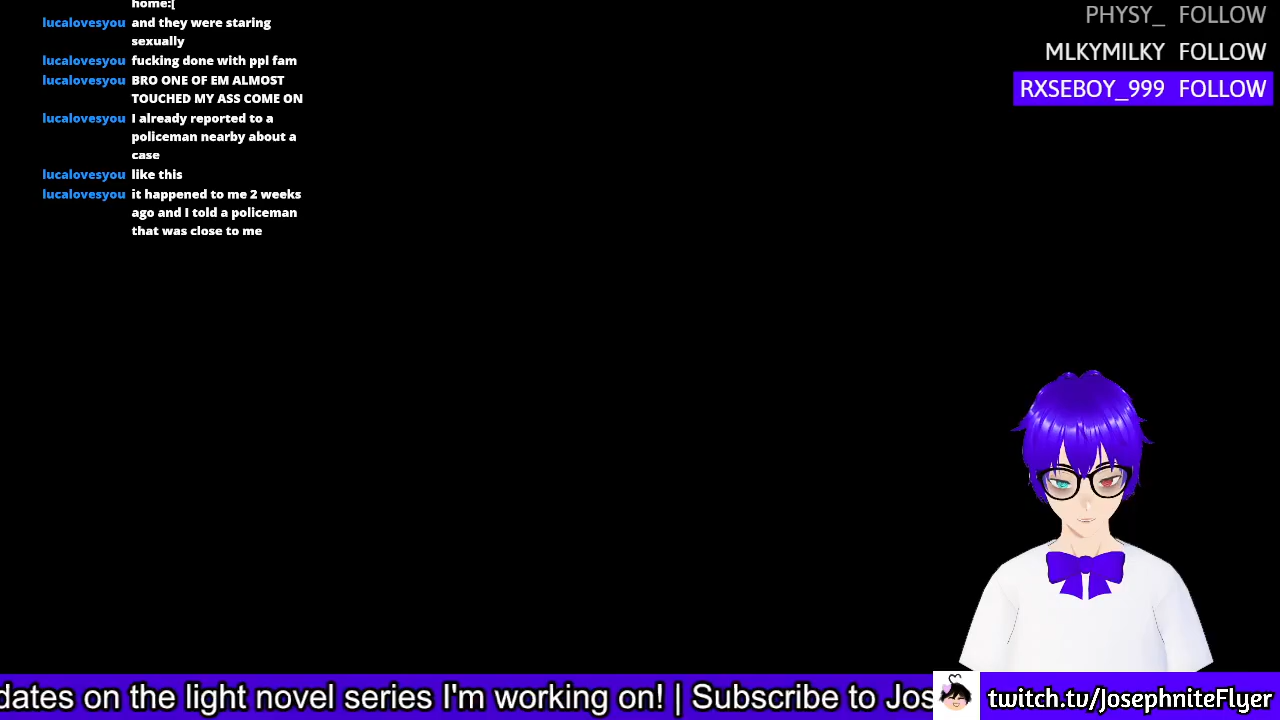 home:[
lucalovesyou and they were staring
sexually
lucalovesyou fucking done with ppl fam
lucalovesyou BRO ONE OF EM ALMOST
TOUCHED MY ASS COME ON
lucalovesyou I already reported to a
policeman nearby about a
case
lucalovesyou like this
lucalovesyou it happened to me 2 weeks
ago and I told a policeman
that was close to me
PHYSY_ FOLLOW
MLKYMILKY FOLLOW
RXSEBOY_999 FOLLOW
dates on the light novel series I'm working on! | Subscribe to Jos
twitch.tv/JosephniteFlyer